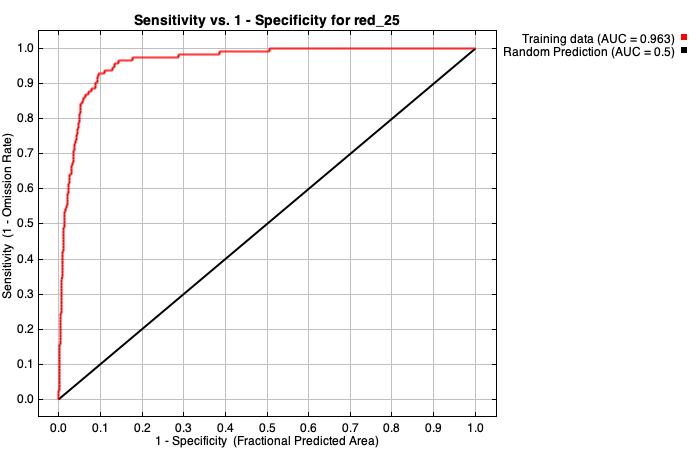 Sensitivity vs. 1 - Specificity for red_25
Training data (AUC = 0.963)
Random Prediction (AUC = 0.5)
Sensitivity (1 - Omission Rate)
1.0
0.9
0.8
0.7
0.6
0.5
0.4
0.3
0.2
0.1
0.0
0.0 0.1 0.2 0.3 0.4 0.5 0.6 0.7 0.8 0.9 1.0
1 - Specificity (Fractional Predicted Area)